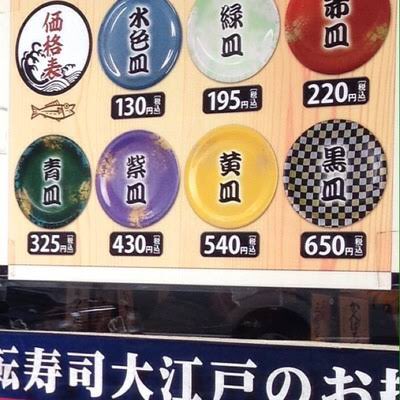 価格表
水色皿
緑皿
赤皿
130円[税込]
195円[税込]
220円[税込]
青皿
紫皿
黄皿
黒皿
325円[税込]
430円[税込]
540円[税込]
650円[税込]
転寿司大江戸のお持